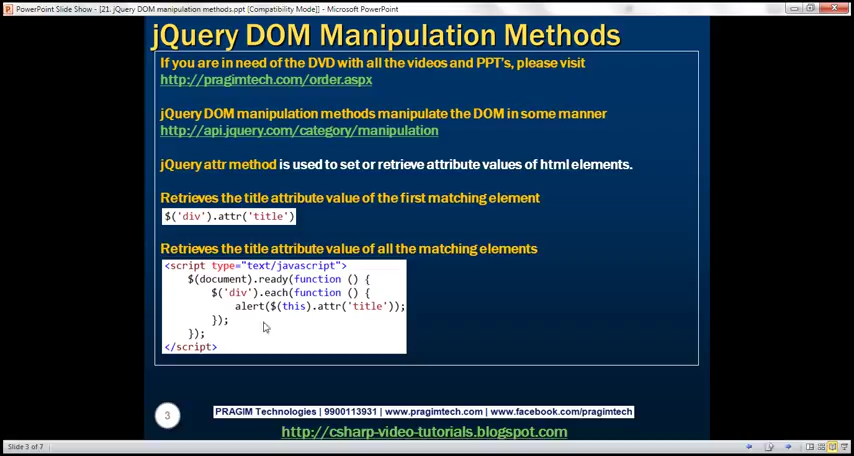 PowerPoint Slide Show - [21. jQuery DOM manipulation methods.ppt [Compatibility Mode]] - Microsoft PowerPoint
jQuery DOM Manipulation Methods
If you are in need of the DVD with all the videos and PPT's, please visit
http://pragimtech.com/order.aspx
jQuery DOM manipulation methods manipulate the DOM in some manner
http://api.jquery.com/category/manipulation
jQuery attr method is used to set or retrieve attribute values of html elements.
Retrieves the title attribute value of the first matching element
$('div').attr('title')
Retrieves the title attribute value of all the matching elements
<script type="text/javascript">
$(document).ready(function () {
$('div').each(function () {
alert($(this).attr('title'));
});
});
</script>
3
PRAGIM Technologies | 9900113931 | www.pragimtech.com | www.facebook.com/pragimtech
http://csharp-video-tutorials.blogspot.com
Slide 3 of 7